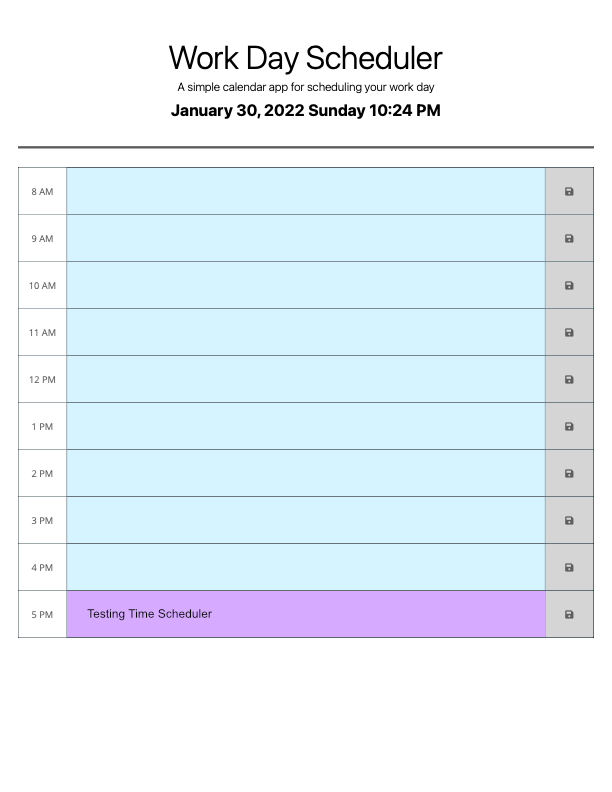 Work Day Scheduler
A simple calendar app for scheduling your work day
January 30, 2022 Sunday 10:24 PM
8 AM
9 AM
10 AM
11 AM
12 PM
1 PM
2 PM
3 PM
4 PM
5 PM Testing Time Scheduler